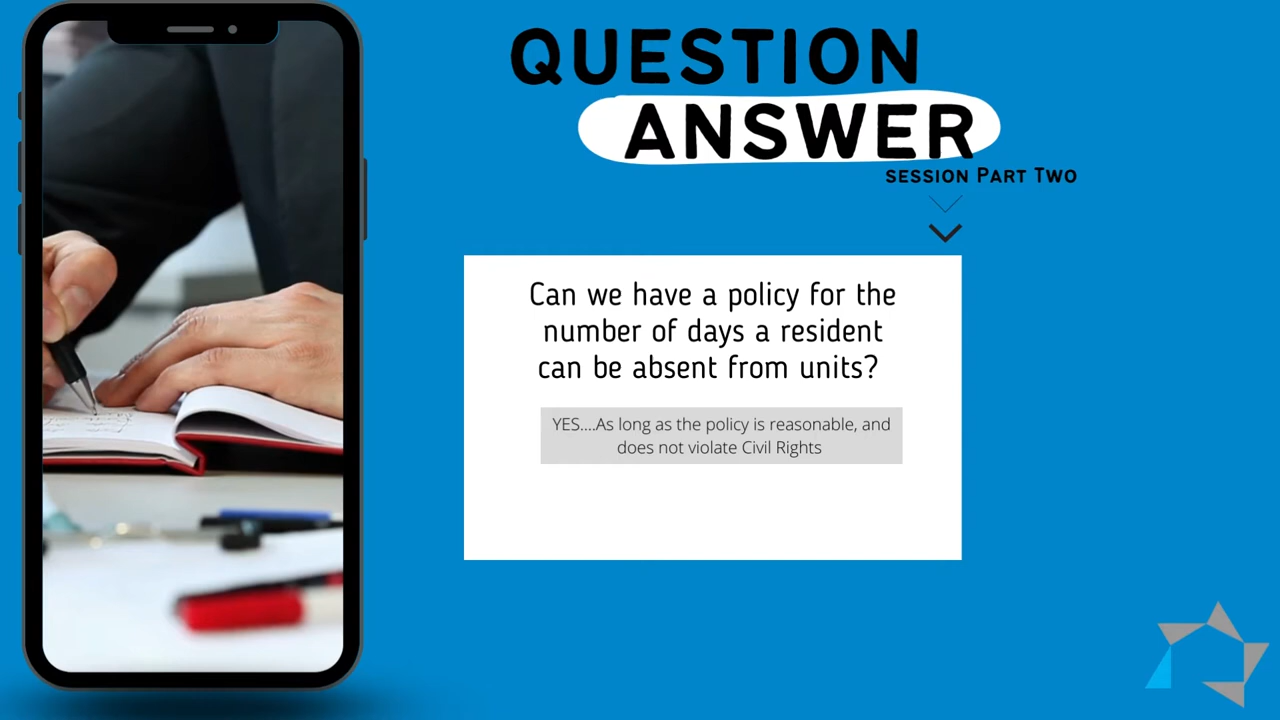 QUESTION
ANSWER
SESSION PART TWO
Can we have a policy for the
number of days a resident
can be absent from units?
YES....As long as the policy is reasonable, and
does not violate Civil Rights